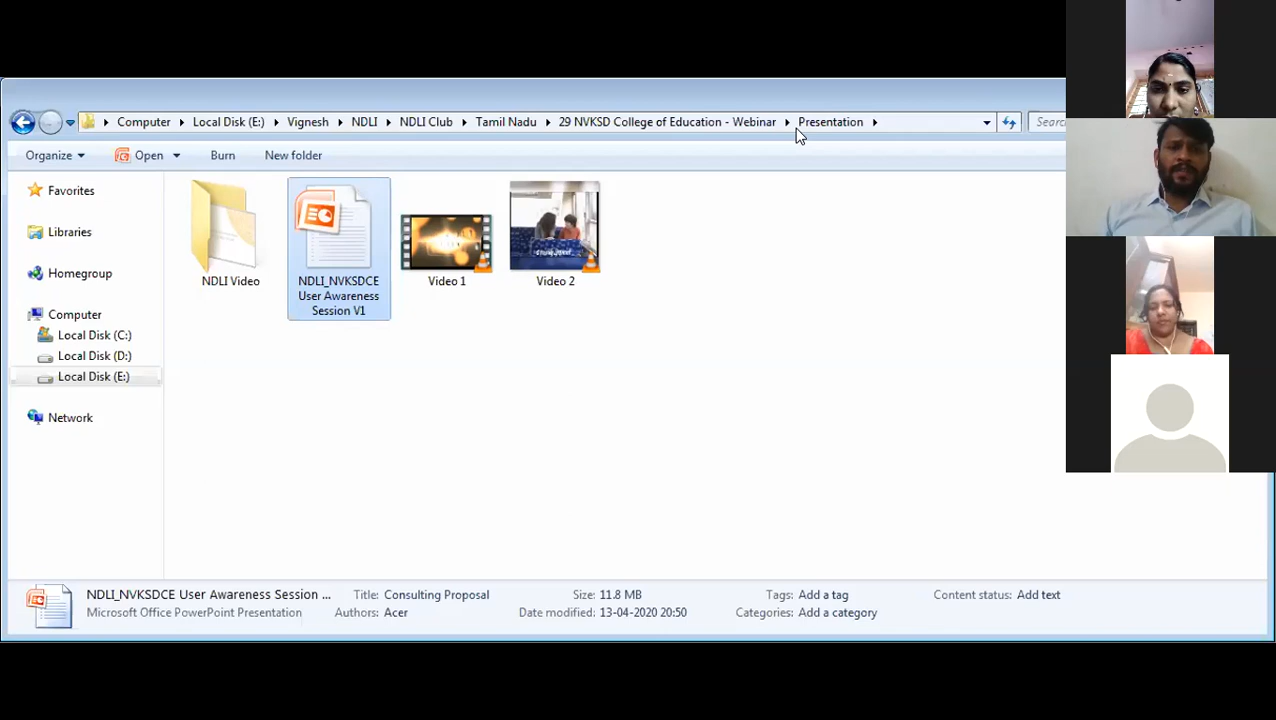 Computer Local Disk (E:) Vignesh NDLI NDLI Club Tamil Nadu 29 NVKSD College of Education - Webinar Presentation Searc
Organize Open Burn New folder
Favorites
Libraries
Homegroup
Computer
Local Disk (C:)
Local Disk (D:)
Local Disk (E:)
Network
NDLI Video
NDLI_NVKSDCE
User Awareness
Session V1
Video 1
Video 2
NDLI_NVKSDCE User Awareness Session ... Title: Consulting Proposal Size: 11.8 MB Tags: Add a tag Content status: Add text
Microsoft Office PowerPoint Presentation Authors: Acer Date modified: 13-04-2020 20:50 Categories: Add a category